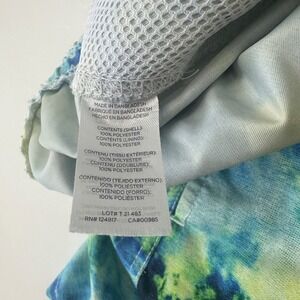 MADE IN BANGLADESH
FABRIQUÉ EN BANGLADESH
HECHO EN BANGLADESH
CONTENTS (SHELL):
100% POLYESTER
CONTENTS (LINING):
100% POLYESTER
CONTENU (TISSU EXTÉRIEUR):
100% POLYESTER
CONTENU (DOUBLURE):
100% POLYESTER
CONTENIDO (TEJIDO EXTERNO):
100% POLIÉSTER
CONTENIDO (FORRO):
100% POLIÉSTER
LOT# T 21 483
RN# 124917 CA#00985